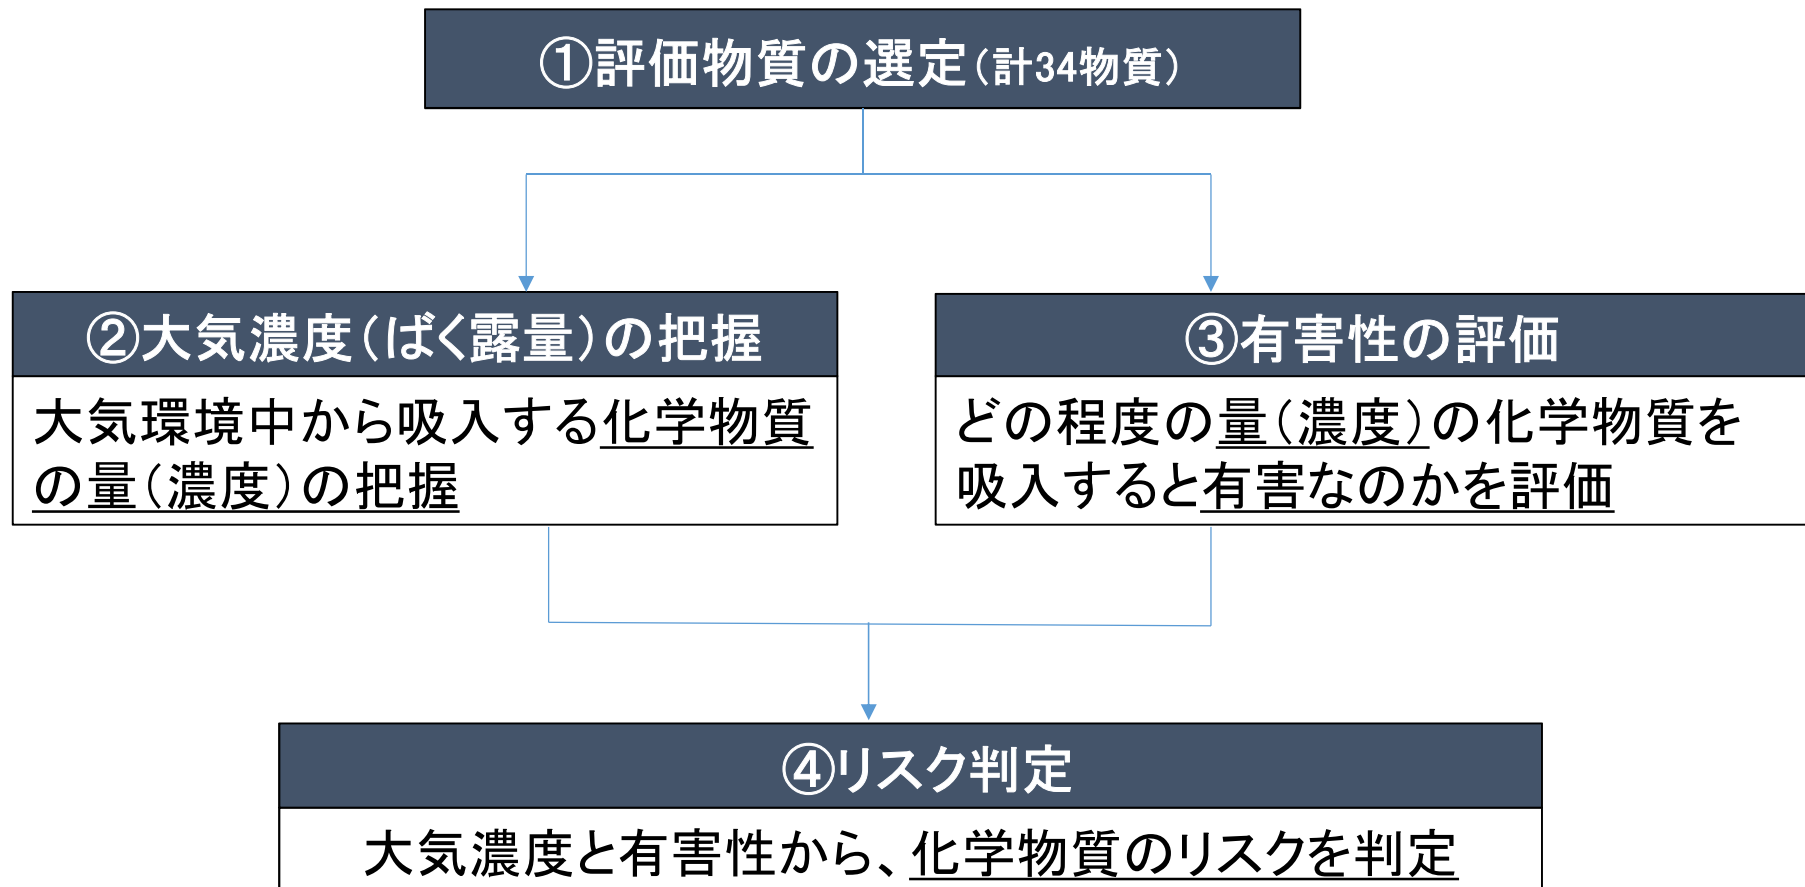 ①評価物質の選定（計34物質）
②大気濃度（ばく露量）の把握
大気環境中から吸入する化学物質
の量（濃度）の把握
③有害性の評価
どの程度の量（濃度）の化学物質を
吸入すると有害なのかを評価
④リスク判定
大気濃度と有害性から、化学物質のリスクを判定